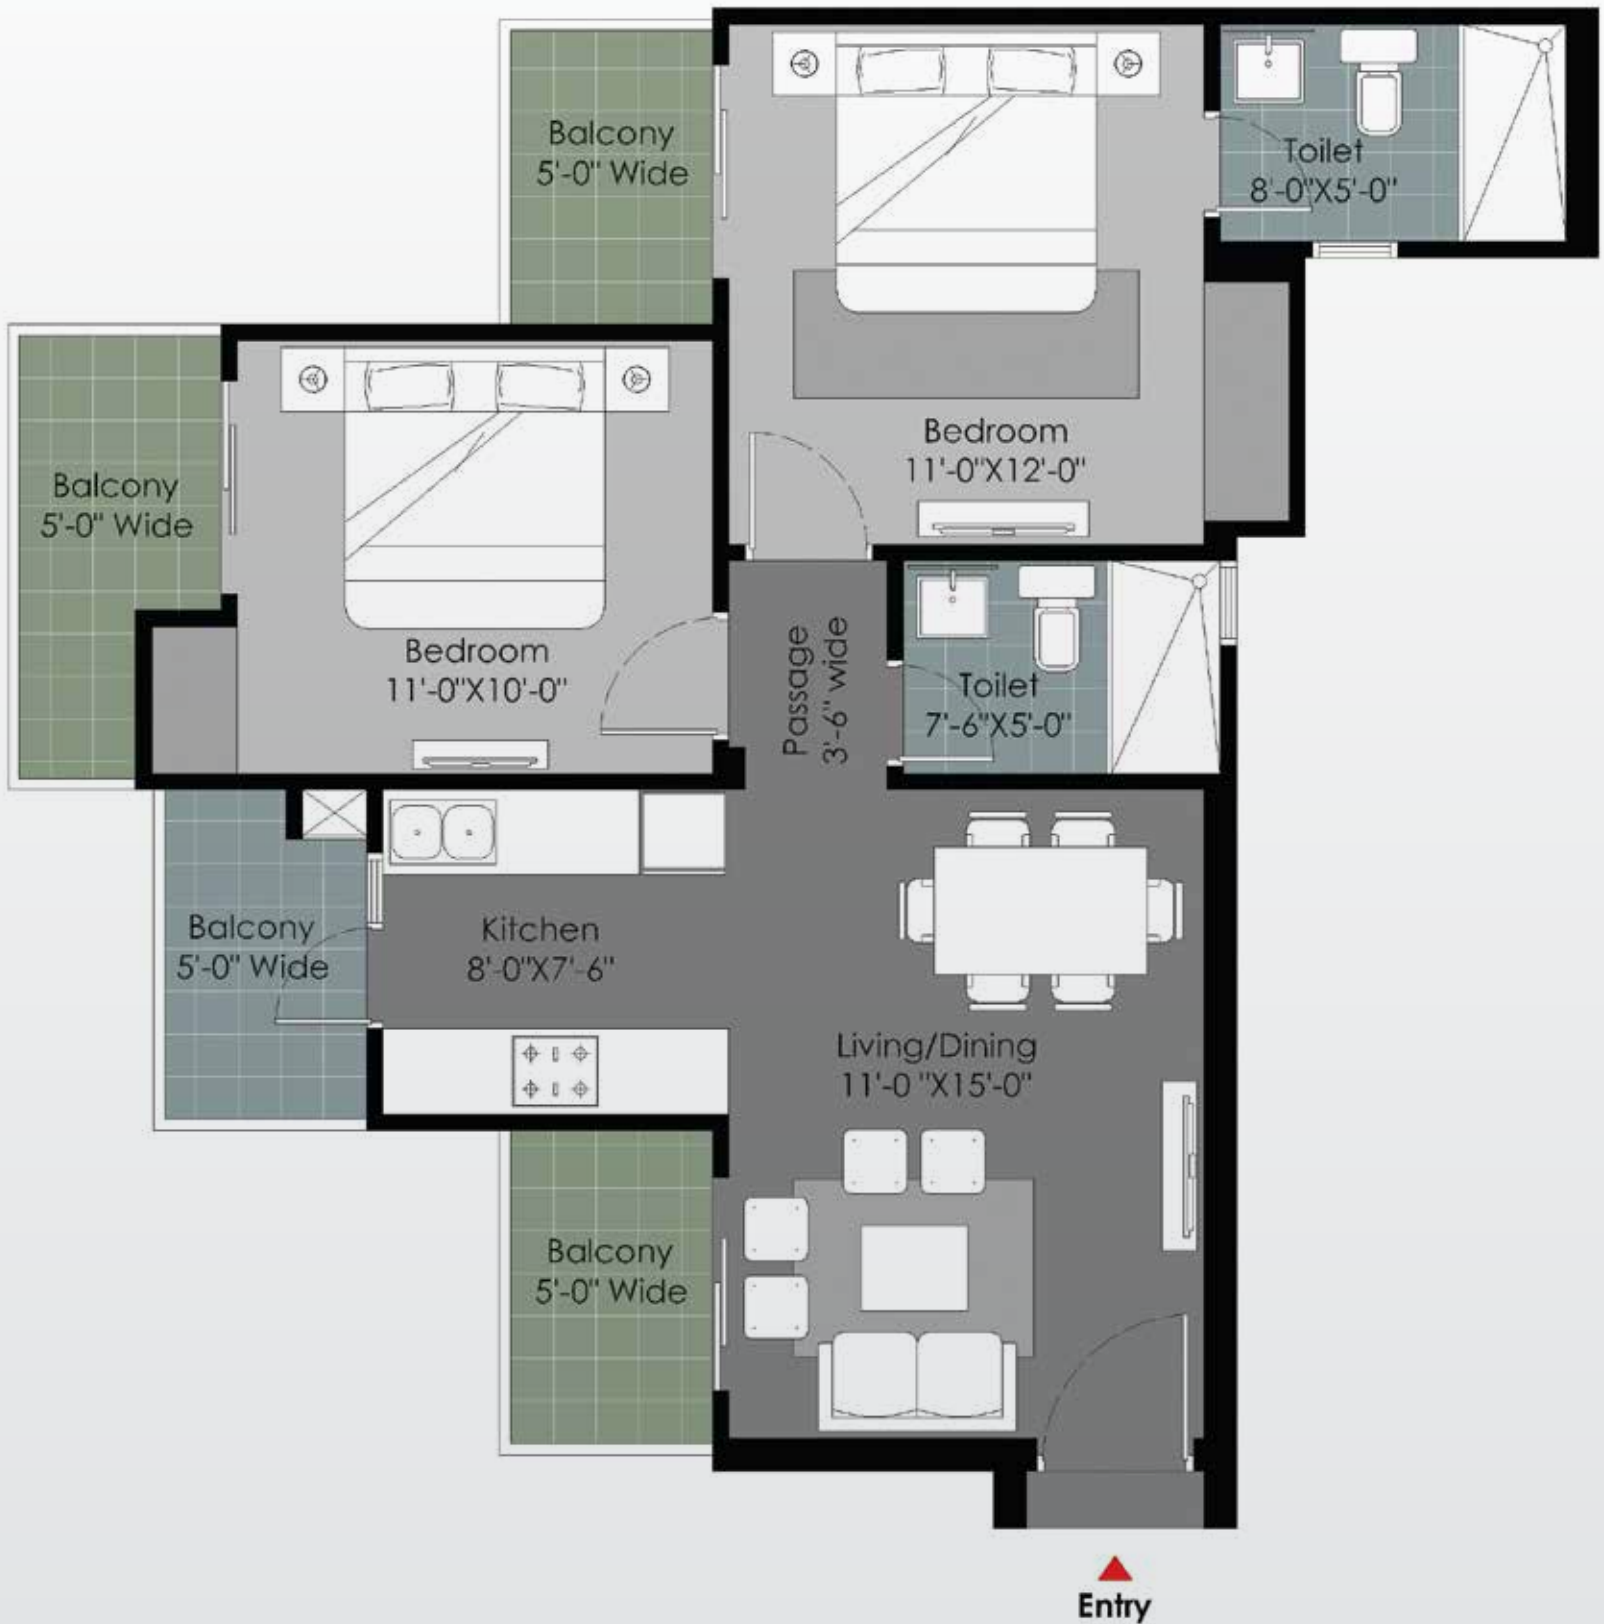 Balcony
5'-0" Wide
Toilet
8'-0"X5'-0"
Bedroom
11'-0"X12'-0"
Balcony
5'-0" Wide
Bedroom
11'-0"X10'-0"
Passage
3'-6" wide
Toilet
7'-6"X5'-0"
Balcony
5'-0" Wide
Kitchen
8'-0"X7'-6"
Living/Dining
11'-0 "X15'-0"
Balcony
5'-0" Wide
Entry